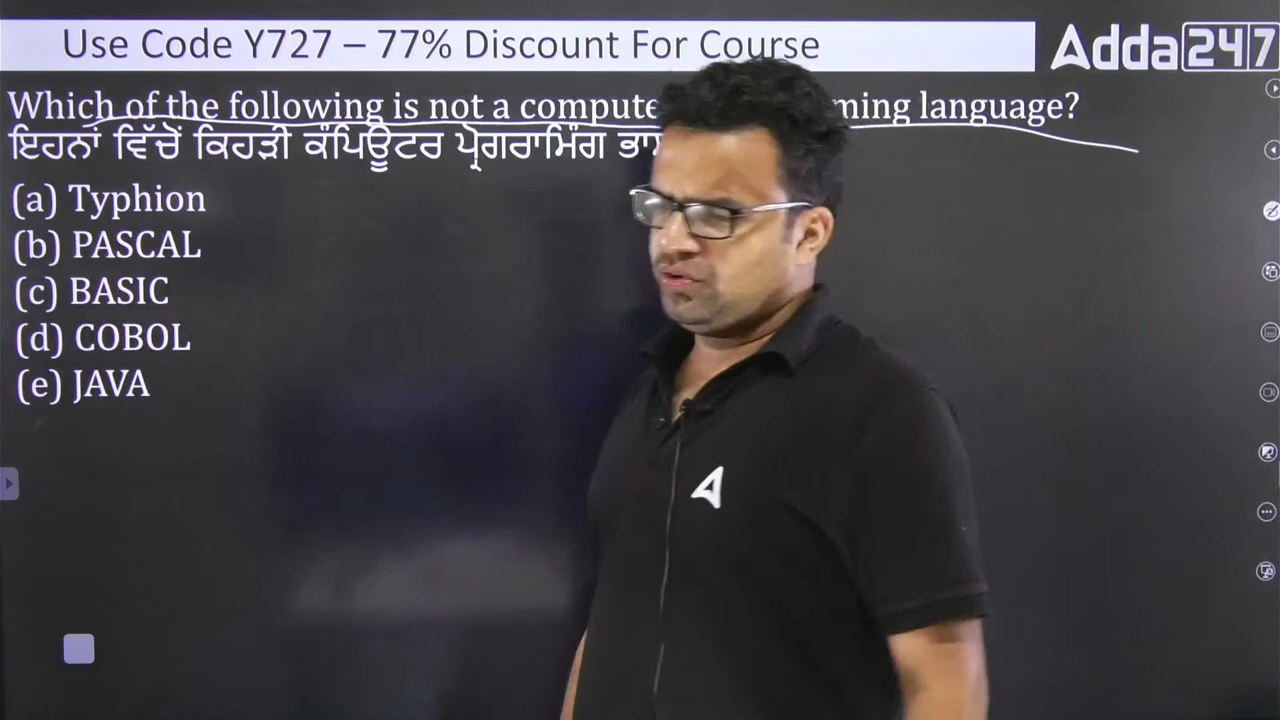 Use Code Y727 – 77% Discount For Course
Adda247
Which of the following is not a compute ming language?
ਇਹਨਾਂ ਵਿੱਚੋਂ ਕਿਹੜੀ ਕੰਪਿਊਟਰ ਪ੍ਰੋਗਰਾਮਿੰਗ
(a) Typhion
(b) PASCAL
(c) BASIC
(d) COBOL
(e) JAVA